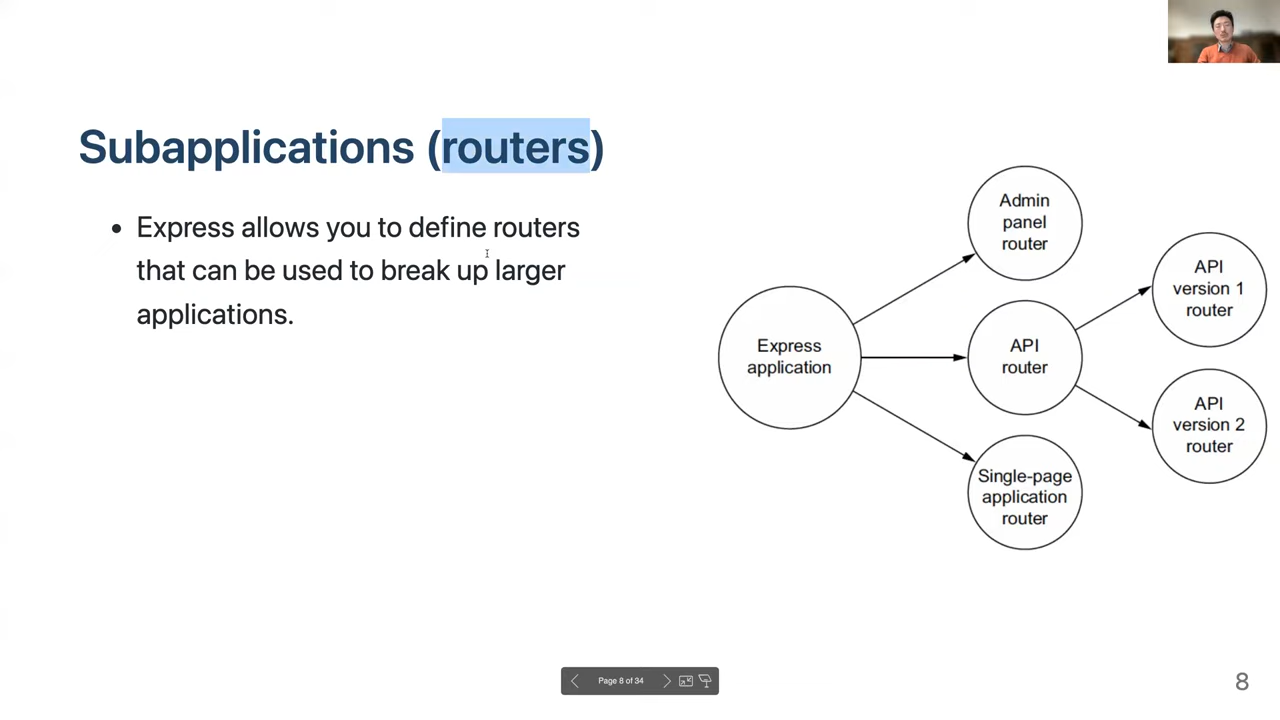 Subapplications (routers)
• Express allows you to define routers
that can be used to break up larger
applications.
Express
application
Admin
panel
router
API
router
Single-page
application
router
API
version 1
router
API
version 2
router
Page 8 of 34
8